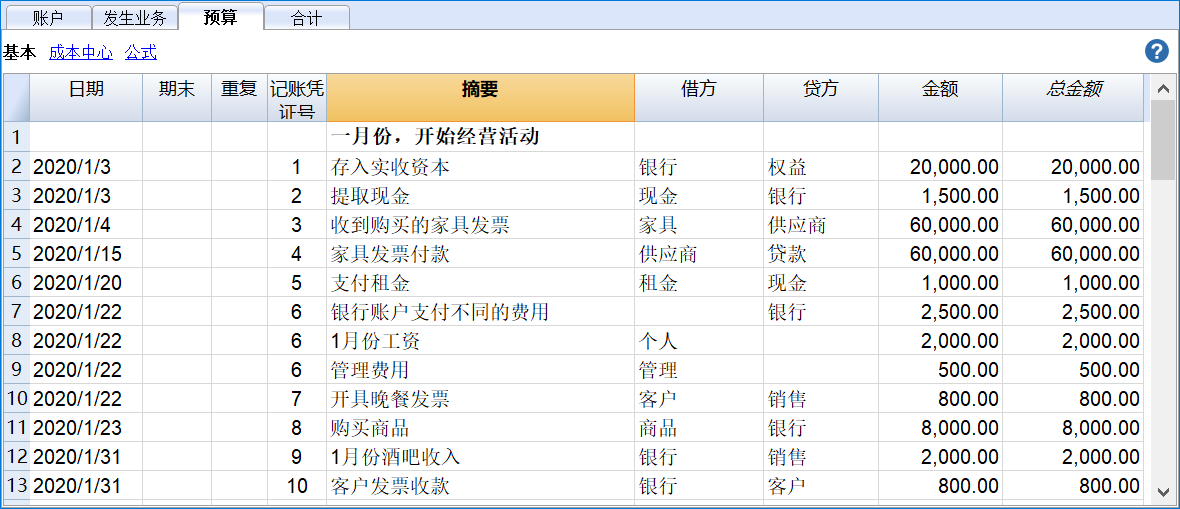 账户 发生业务 预算 合计
基本 成本中心 公式 ?
日期 期末 重复 记账凭证号 摘要 借方 贷方 金额 总金额
1 一月份，开始经营活动
2 2020/1/3 1 存入实收资本 银行 权益 20,000.00 20,000.00
3 2020/1/3 2 提取现金 现金 银行 1,500.00 1,500.00
4 2020/1/4 3 收到购买的家具发票 家具 供应商 60,000.00 60,000.00
5 2020/1/15 4 家具发票付款 供应商 贷款 60,000.00 60,000.00
6 2020/1/20 5 支付租金 租金 现金 1,000.00 1,000.00
7 2020/1/22 6 银行账户支付不同的费用 银行 2,500.00 2,500.00
8 2020/1/22 6 1月份工资 个人 2,000.00 2,000.00
9 2020/1/22 6 管理费用 管理 500.00 500.00
10 2020/1/22 7 开具晚餐发票 客户 销售 800.00 800.00
11 2020/1/23 8 购买商品 商品 银行 8,000.00 8,000.00
12 2020/1/31 9 1月份酒吧收入 银行 销售 2,000.00 2,000.00
13 2020/1/31 10 客户发票收款 银行 客户 800.00 800.00